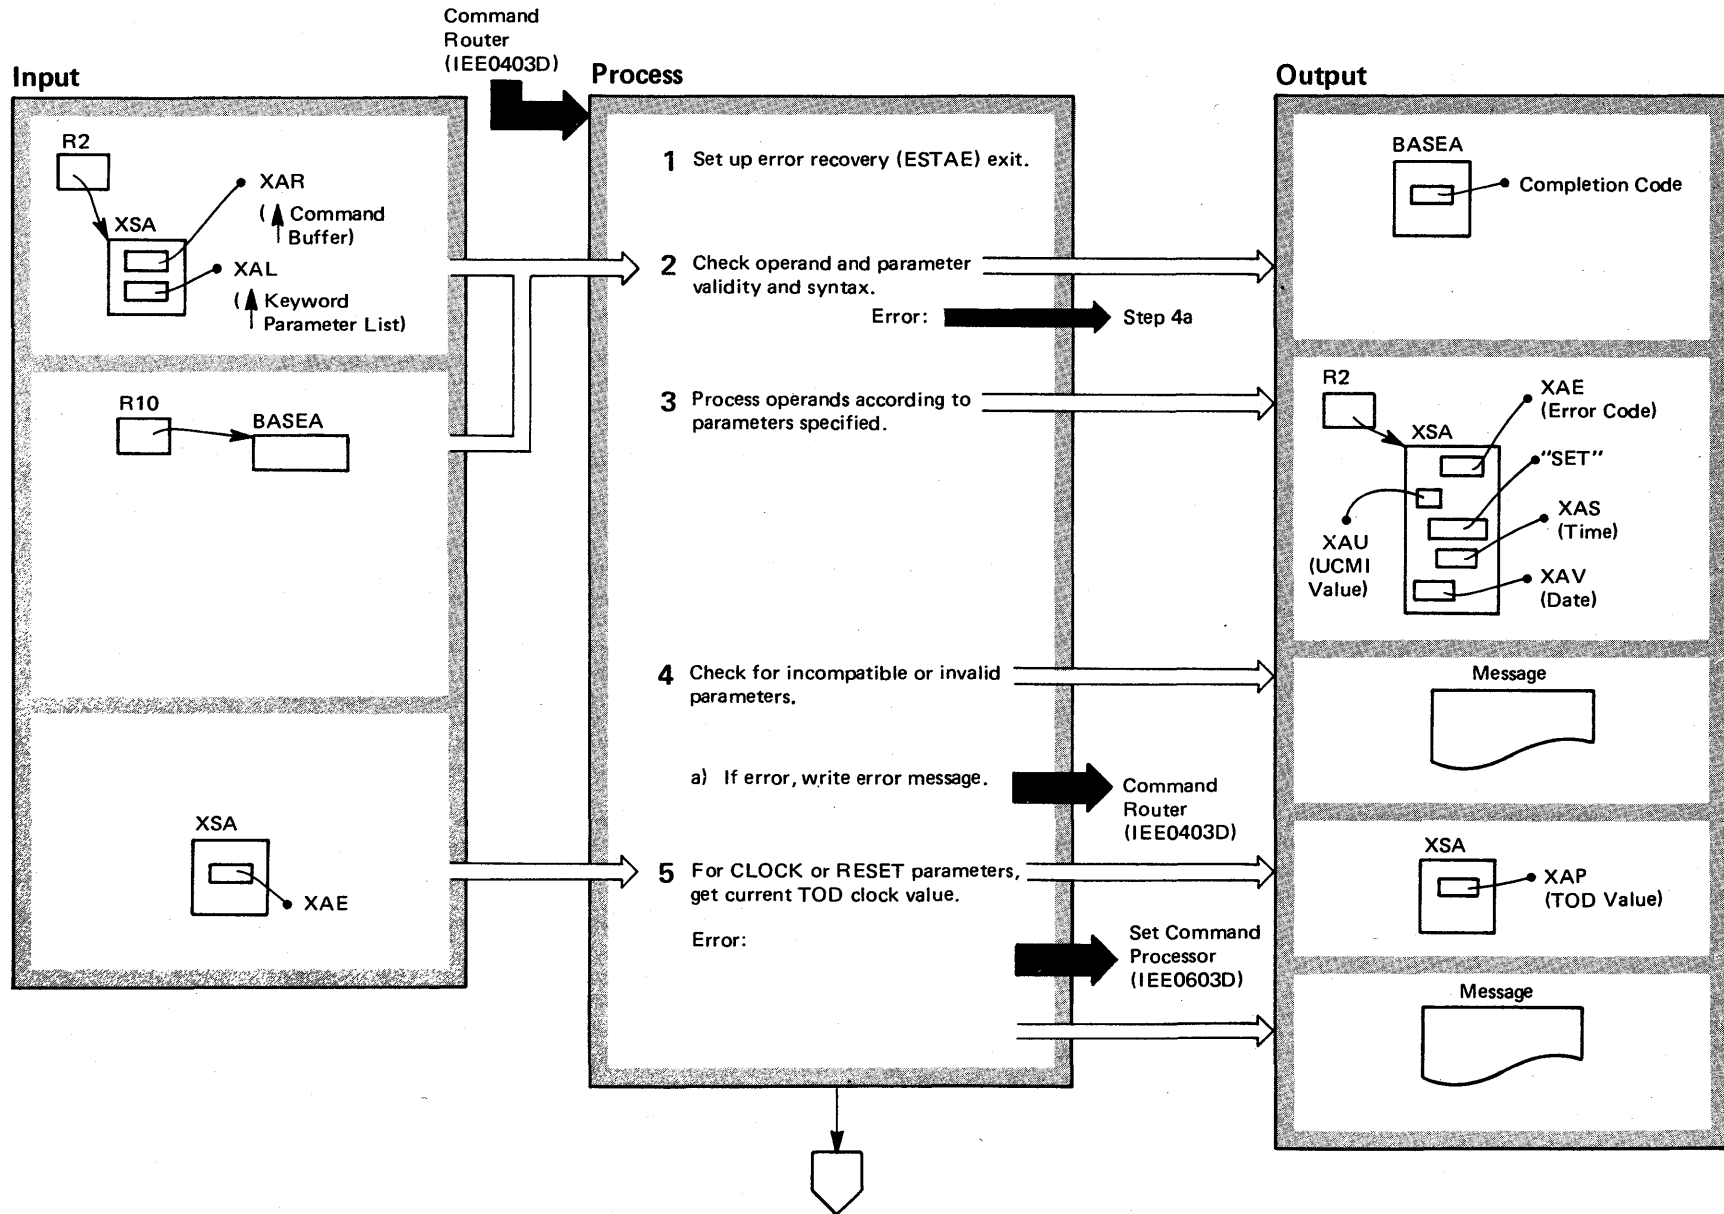 Command
Router
(IEE0403D)
Input
Process
Output
R2
XAR
( Command
Buffer)
XSA
XAL
( Keyword
Parameter List)
R10
BASEA
XSA
XAE
1 Set up error recovery (ESTAE) exit.
2 Check operand and parameter
validity and syntax.
Error:
Step 4a
3 Process operands according to
parameters specified.
4 Check for incompatible or invalid
parameters.
a) If error, write error message.
Command
Router
(IEE0403D)
5 For CLOCK or RESET parameters,
get current TOD clock value.
Error:
Set Command
Processor
(IEE0603D)
BASEA
Completion Code
R2
XAE
(Error Code)
XSA
"SET"
XAS
(Time)
XAU
(UCMI
Value)
XAV
(Date)
Message
XSA
XAP
(TOD Value)
Message